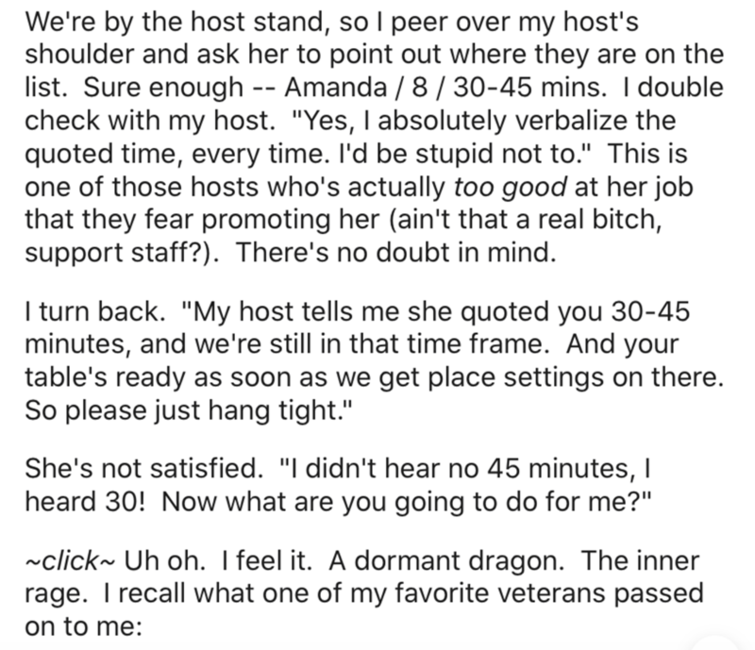 We're by the host stand, so I peer over my host's
shoulder and ask her to point out where they are on the
list.  Sure enough -- Amanda / 8 / 30-45 mins.  I double
check with my host.  "Yes, I absolutely verbalize the
quoted time, every time. I'd be stupid not to."  This is
one of those hosts who's actually too good at her job
that they fear promoting her (ain't that a real bitch,
support staff?).  There's no doubt in mind.
I turn back.  "My host tells me she quoted you 30-45
minutes, and we're still in that time frame.  And your
table's ready as soon as we get place settings on there.
So please just hang tight."
She's not satisfied.  "I didn't hear no 45 minutes, I
heard 30!  Now what are you going to do for me?"
~click~ Uh oh.  I feel it.  A dormant dragon.  The inner
rage.  I recall what one of my favorite veterans passed
on to me: